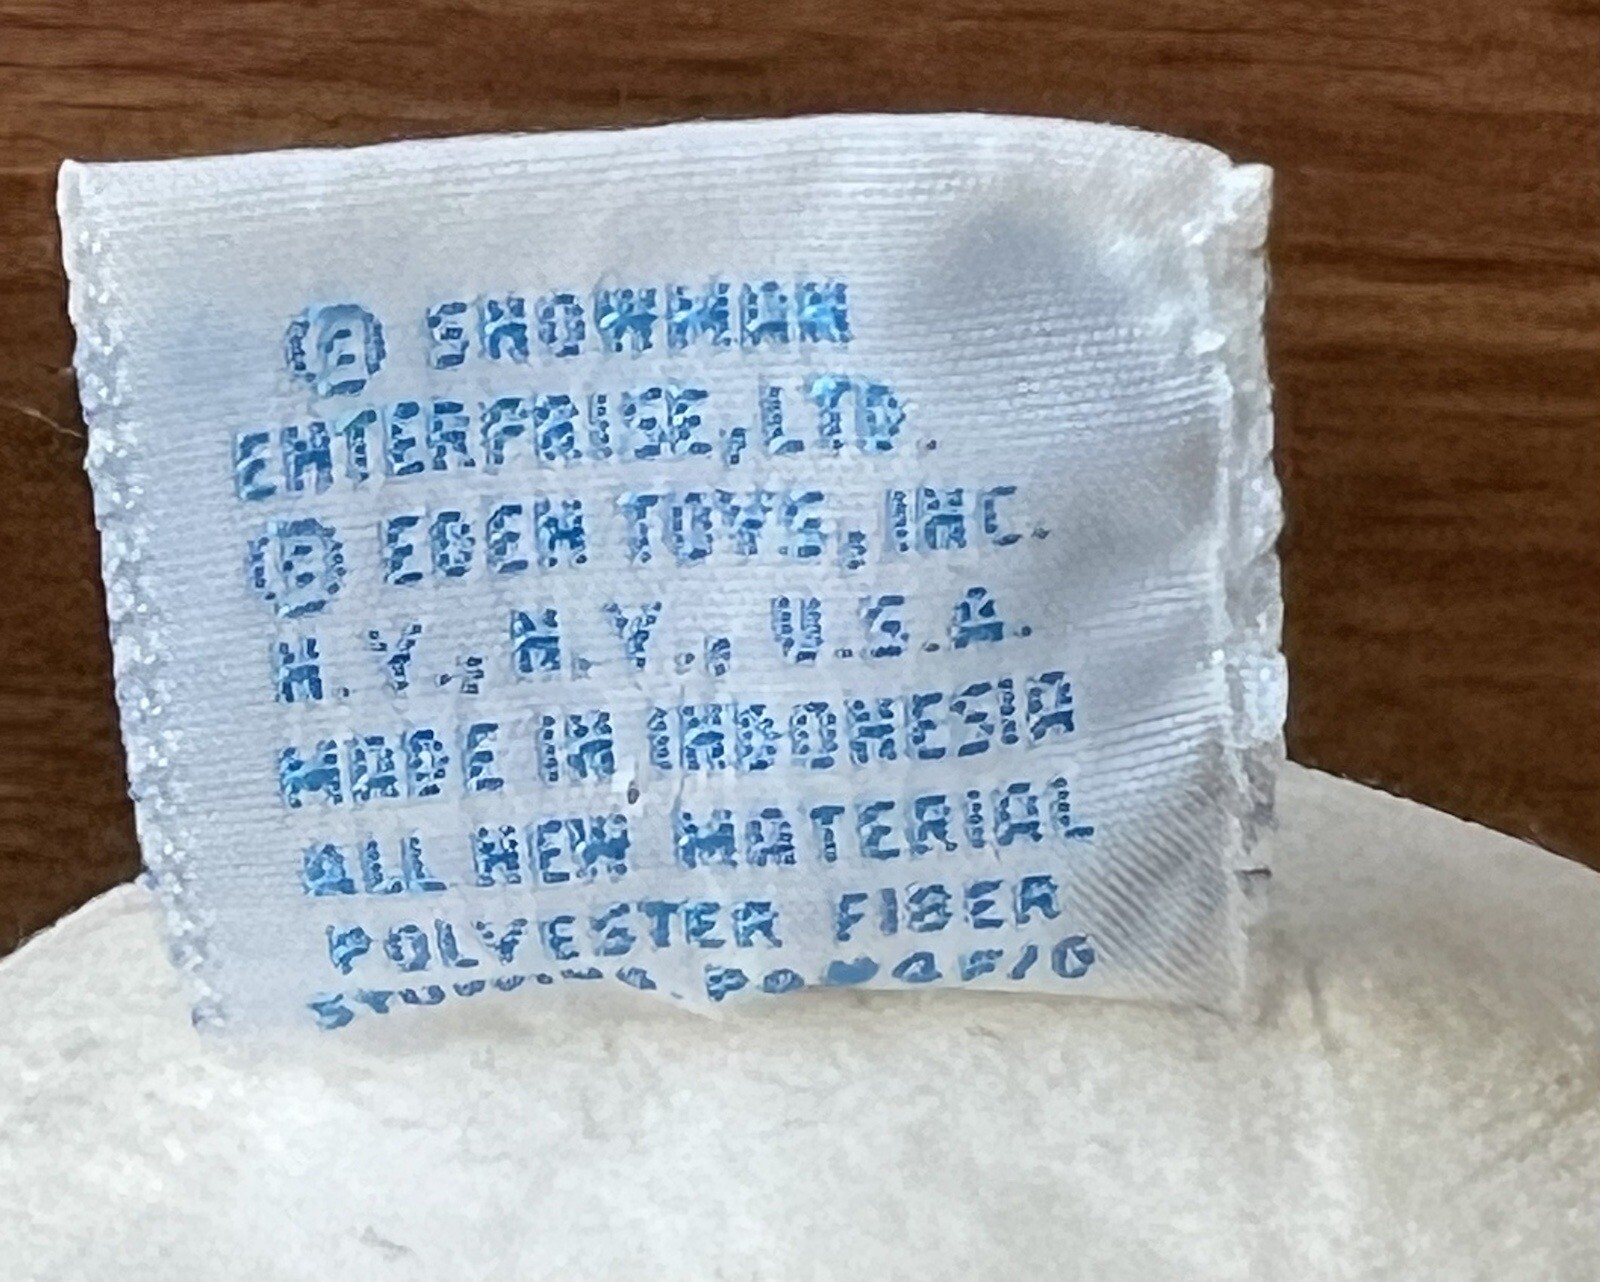 © SNOWMAN
ENTERPRISE, LTD.
© EDEN TOYS, INC.
N.Y., N.Y., U.S.A.
MADE IN INDONESIA
ALL NEW MATERIAL
POLYESTER FIBER